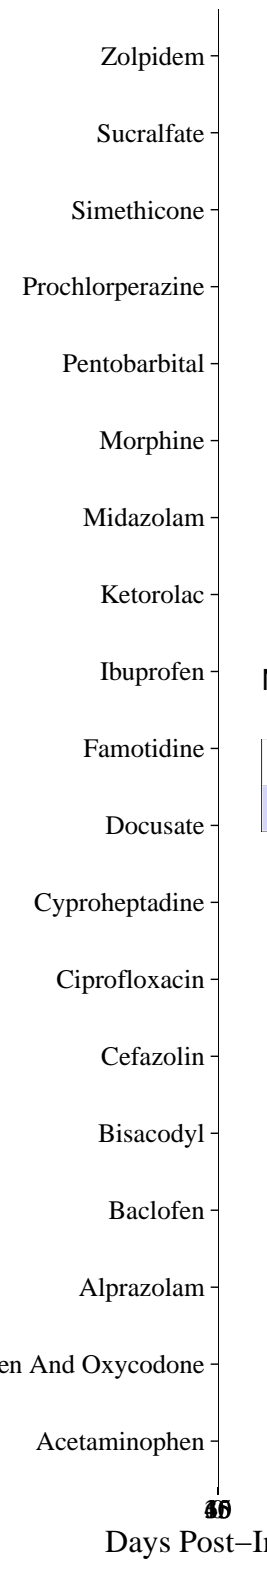 Zolpidem
Sucralfate
Simethicone
Prochlorperazine
Pentobarbital
Morphine
Midazolam
Ketorolac
Ibuprofen
Famotidine
Docusate
Cyproheptadine
Ciprofloxacin
Cefazolin
Bisacodyl
Baclofen
Alprazolam
en And Oxycodone
Acetaminophen
Days Post–In